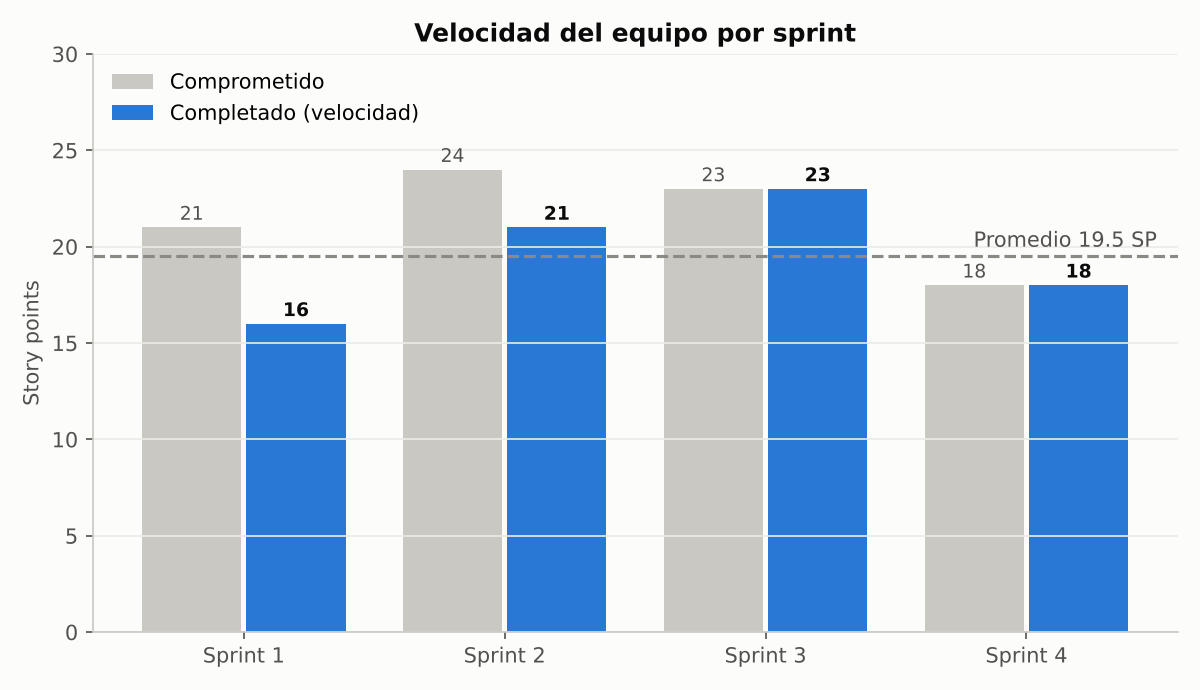 Velocidad del equipo por sprint
Comprometido
Completado (velocidad)
Story points
30
25
20
15
10
5
0
21
16
24
21
23
23
Promedio 19.5 SP
18
18
Sprint 1
Sprint 2
Sprint 3
Sprint 4